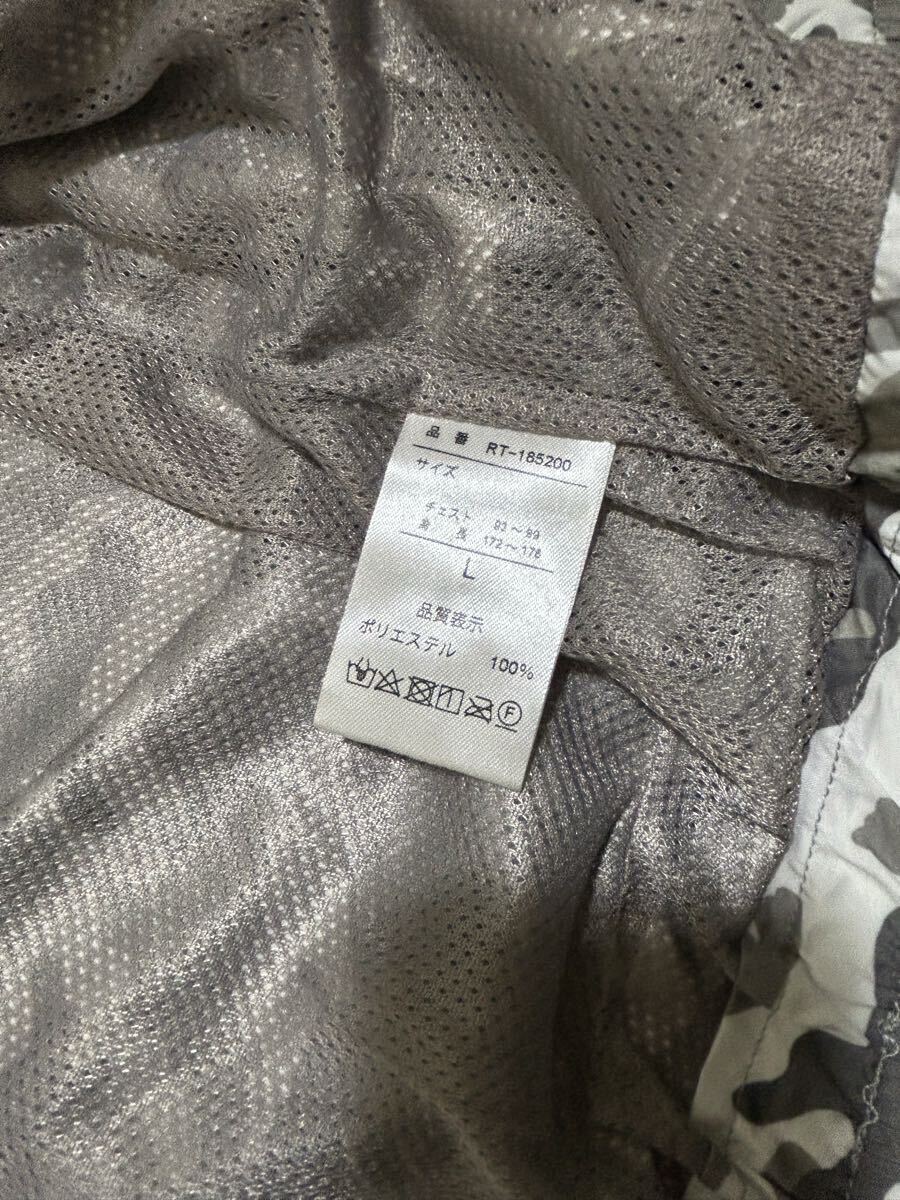 品番 RT-185200
サイズ
チェスト 93～99
身長 172～178
L
品質表示
ポリエステル 100%
F